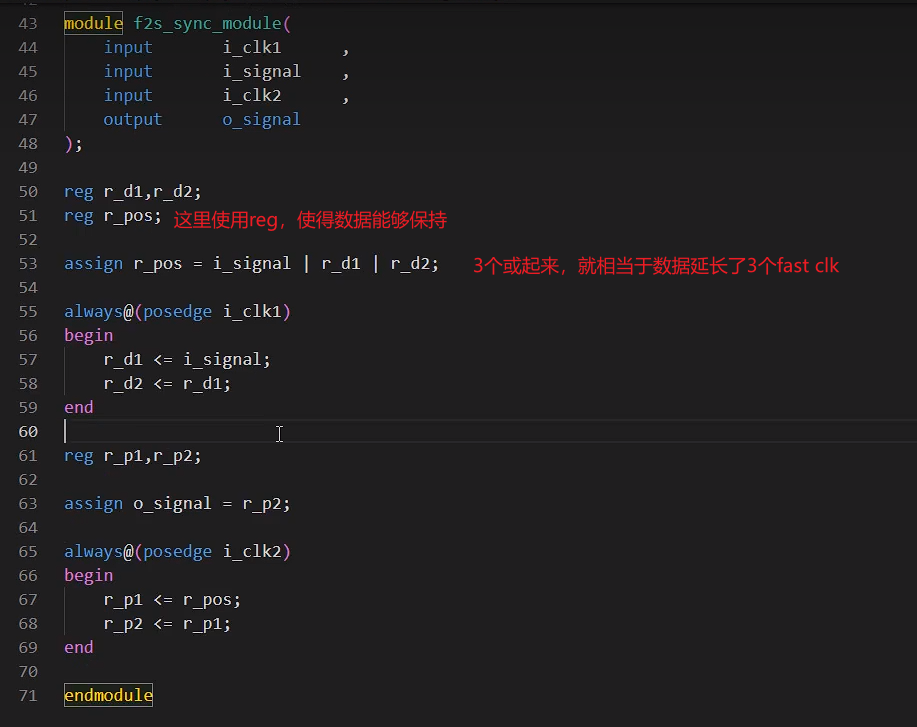 43 module f2s_sync_module(
44 input i_clk1 ,
45 input i_signal ,
46 input i_clk2 ,
47 output o_signal
48 );
49
50 reg r_d1,r_d2;
51 reg r_pos; 这里使用reg，使得数据能够保持
52
53 assign r_pos = i_signal | r_d1 | r_d2; 3个或起来，就相当于数据延长了3个fast clk
54
55 always@(posedge i_clk1)
56 begin
57 r_d1 <= i_signal;
58 r_d2 <= r_d1;
59 end
60
61 reg r_p1,r_p2;
62
63 assign o_signal = r_p2;
64
65 always@(posedge i_clk2)
66 begin
67 r_p1 <= r_pos;
68 r_p2 <= r_p1;
69 end
70
71 endmodule